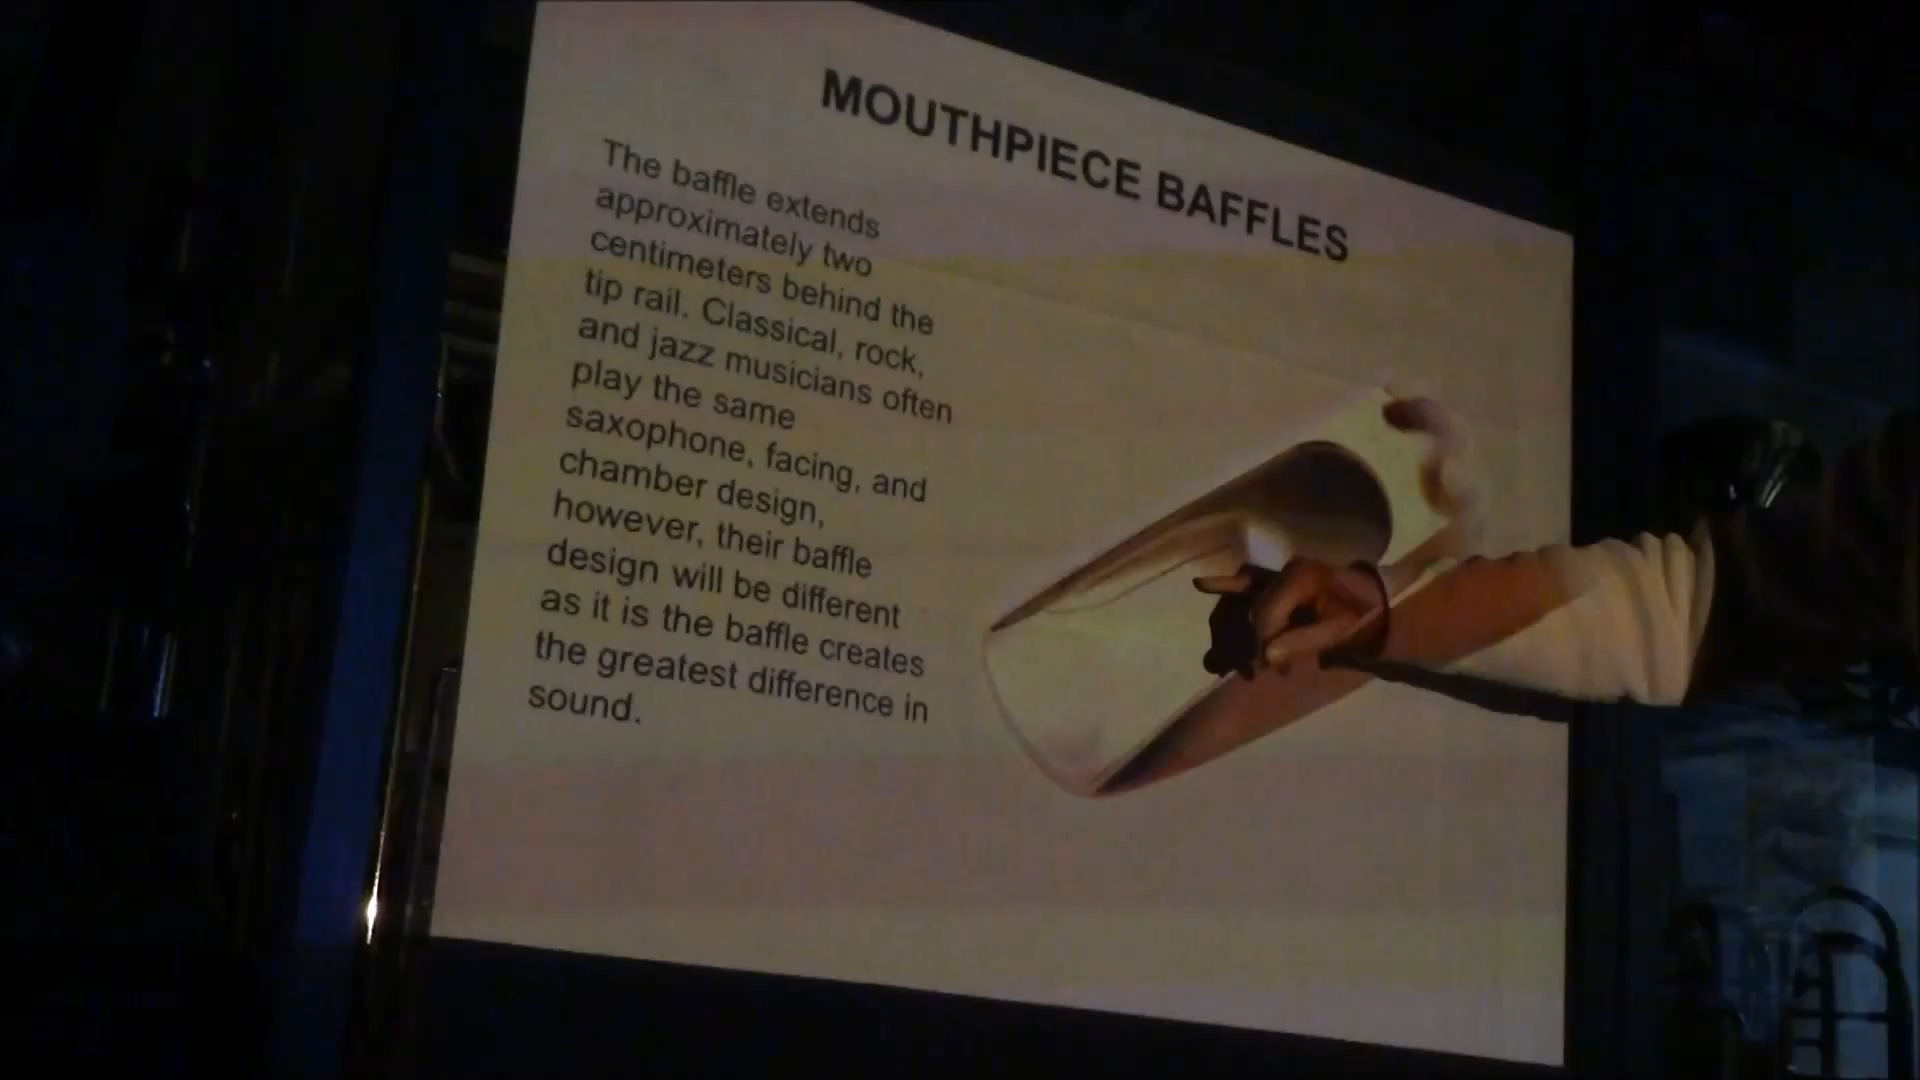 MOUTHPIECE BAFFLES
The baffle extends
approximately two
centimeters behind the
tip rail. Classical, rock,
and jazz musicians often
play the same
saxophone, facing, and
chamber design,
however, their baffle
design will be different
as it is the baffle creates
the greatest difference in
sound.